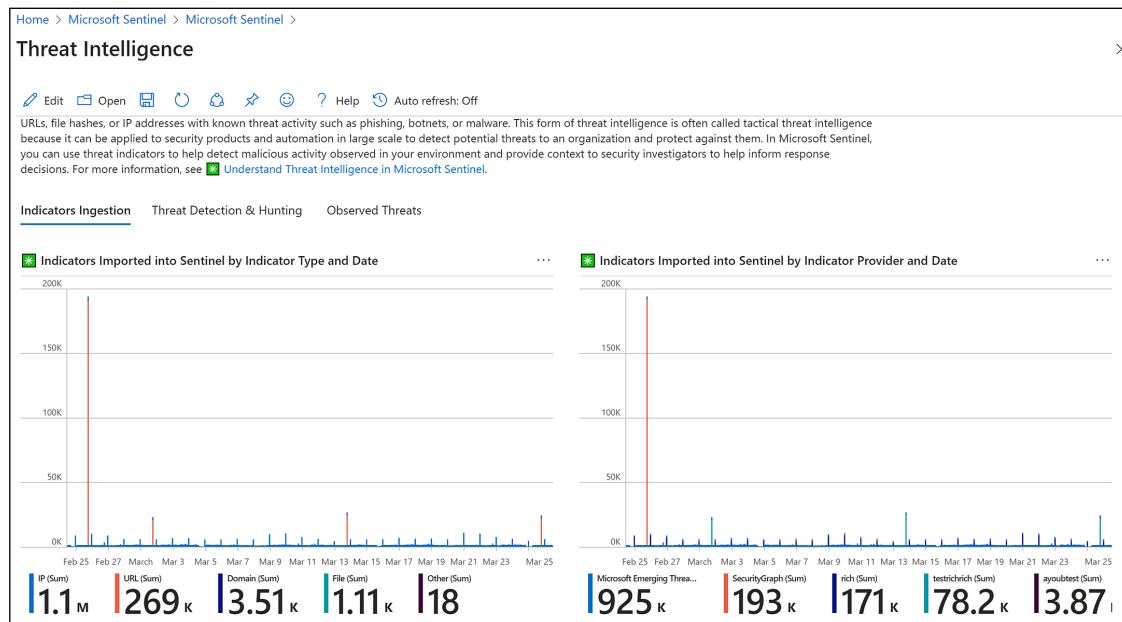 Home > Microsoft Sentinel > Microsoft Sentinel >
Threat Intelligence
Edit Open Help Auto refresh: Off
URLs, file hashes, or IP addresses with known threat activity such as phishing, botnets, or malware. This form of threat intelligence is often called tactical threat intelligence
because it can be applied to security products and automation in large scale to detect potential threats to an organization and protect against them. In Microsoft Sentinel,
you can use threat indicators to help detect malicious activity observed in your environment and provide context to security investigators to help inform response
decisions. For more information, see Understand Threat Intelligence in Microsoft Sentinel.
Indicators Ingestion Threat Detection & Hunting Observed Threats
Indicators Imported into Sentinel by Indicator Type and Date
200K
150K
100K
50K
0K
Feb 25 Feb 27 March Mar 3 Mar 5 Mar 7 Mar 9 Mar 11 Mar 13 Mar 15 Mar 17 Mar 19 Mar 21 Mar 23 Mar 25
IP (Sum) URL (Sum) Domain (Sum) File (Sum) Other (Sum)
1.1 M 269 K 3.51 K 1.11 K 18
Indicators Imported into Sentinel by Indicator Provider and Date
200K
150K
100K
50K
0K
Feb 25 Feb 27 March Mar 3 Mar 5 Mar 7 Mar 9 Mar 11 Mar 13 Mar 15 Mar 17 Mar 19 Mar 21 Mar 23 Mar 25
Microsoft Emerging Threa... SecurityGraph (Sum) rich (Sum) testrichrich (Sum) ayoubtest (Sum)
925 K 193 K 171 K 78.2 K 3.87